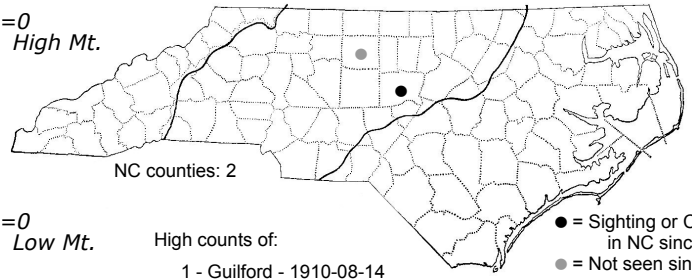 =0
High Mt.
NC counties: 2
=0
Low Mt.
High counts of:
1 - Guilford - 1910-08-14
● = Sighting or C
in NC sinc
● = Not seen sin